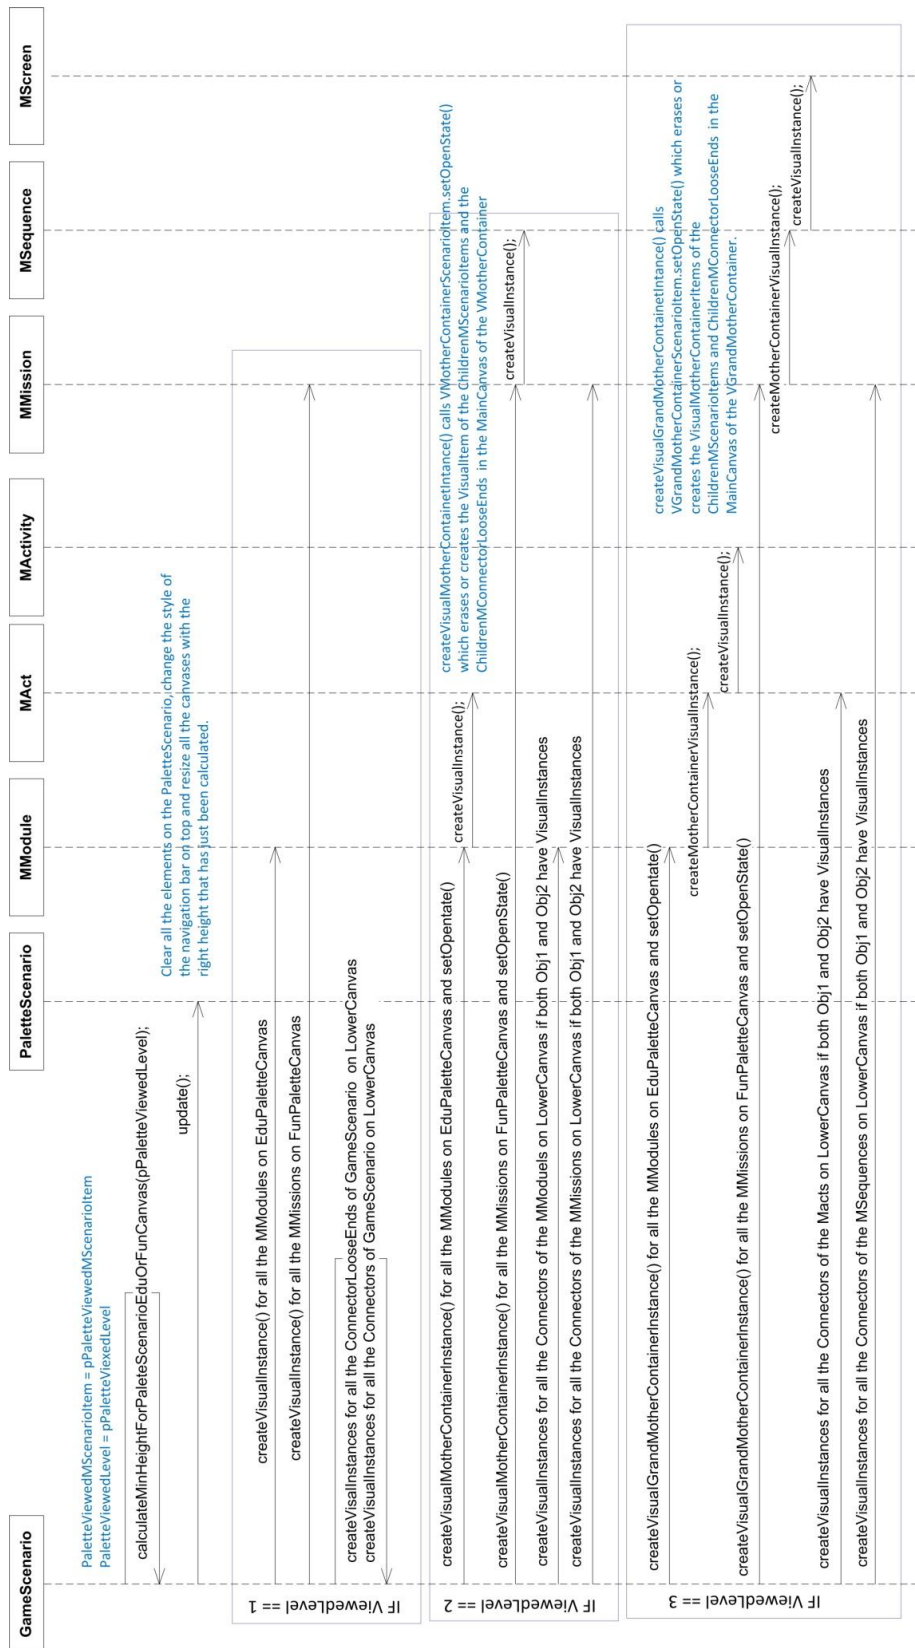 GameScenario
PaletteScenario
MModule
MAct
MActivity
MMission
MSequence
MScreen
PaletteViewedMScenarioItem = pPaletteViewedMScenarioItem
PaletteViewedLevel = pPaletteViexedLevel
calculateMinHeightForPaleteScenarioEduOrFunCanvas(pPaletteViewedLevel);
update();
Clear all the elements on the PaletteScenario, change the style of
the navigation bar on top and resize all the canvases with the
right height that has just been calculated.
IF ViewedLevel == 1
createVisualInstance() for all the MModules on EduPaletteCanvas
createVisualInstance() for all the MMissions on FunPaletteCanvas
createVisalInstances for all the ConnectorLooseEnds of GameScenario on LowerCanvas
createVisualInstances for all the Connectors of GameScenario on LowerCanvas
IF ViewedLevel == 2
createVisualMotherContainerInstance() for all the MModules on EduPaletteCanvas and setOpentate()
createVisualInstance();
createVisualMotherContainetIntance() calls VMotherContainerScenarioItem.setOpenState()
which erases or creates the VisualItem of the ChildrenMScenarioItems and the
ChildrenMConnectorLooseEnds in the MainCanvas of the VMotherContainer
createVisualMotherContainerInstance() for all the MMissions on FunPaletteCanvas and setOpenState()
createVisualInstance();
createVisualInstances for all the Connectors of the MModuels on LowerCanvas if both Obj1 and Obj2 have VisualInstances
createVisualInstances for all the Connectors of the MMissions on LowerCanvas if both Obj1 and Obj2 have VisualInstances
IF ViewedLevel == 3
createVisualGrandMotherContainerInstance() for all the MModules on EduPaletteCanvas and setOpentate()
createMotherContainerVisualInstance();
createVisualInstance();
createVisualGrandMotherContainetIntance() calls
VGrandMotherContainerScenarioItem.setOpenState() which erases or
creates the VisualMotherContainerItems of the
ChildrenMScenarioItems and ChildrenMConnectorLooseEnds in the
MainCanvas of the VGrandMotherContainer.
createVisualGrandMotherContainerInstance() for all the MMissions on FunPaletteCanvas and setOpenState()
createMotherContainerVisualInstance();
createVisualInstance();
createVisualInstances for all the Connectors of the Macts on LowerCanvas if both Obj1 and Obj2 have VisualInstances
createVisualInstances for all the Connectors of the MSequences on LowerCanvas if both Obj1 and Obj2 have VisualInstances